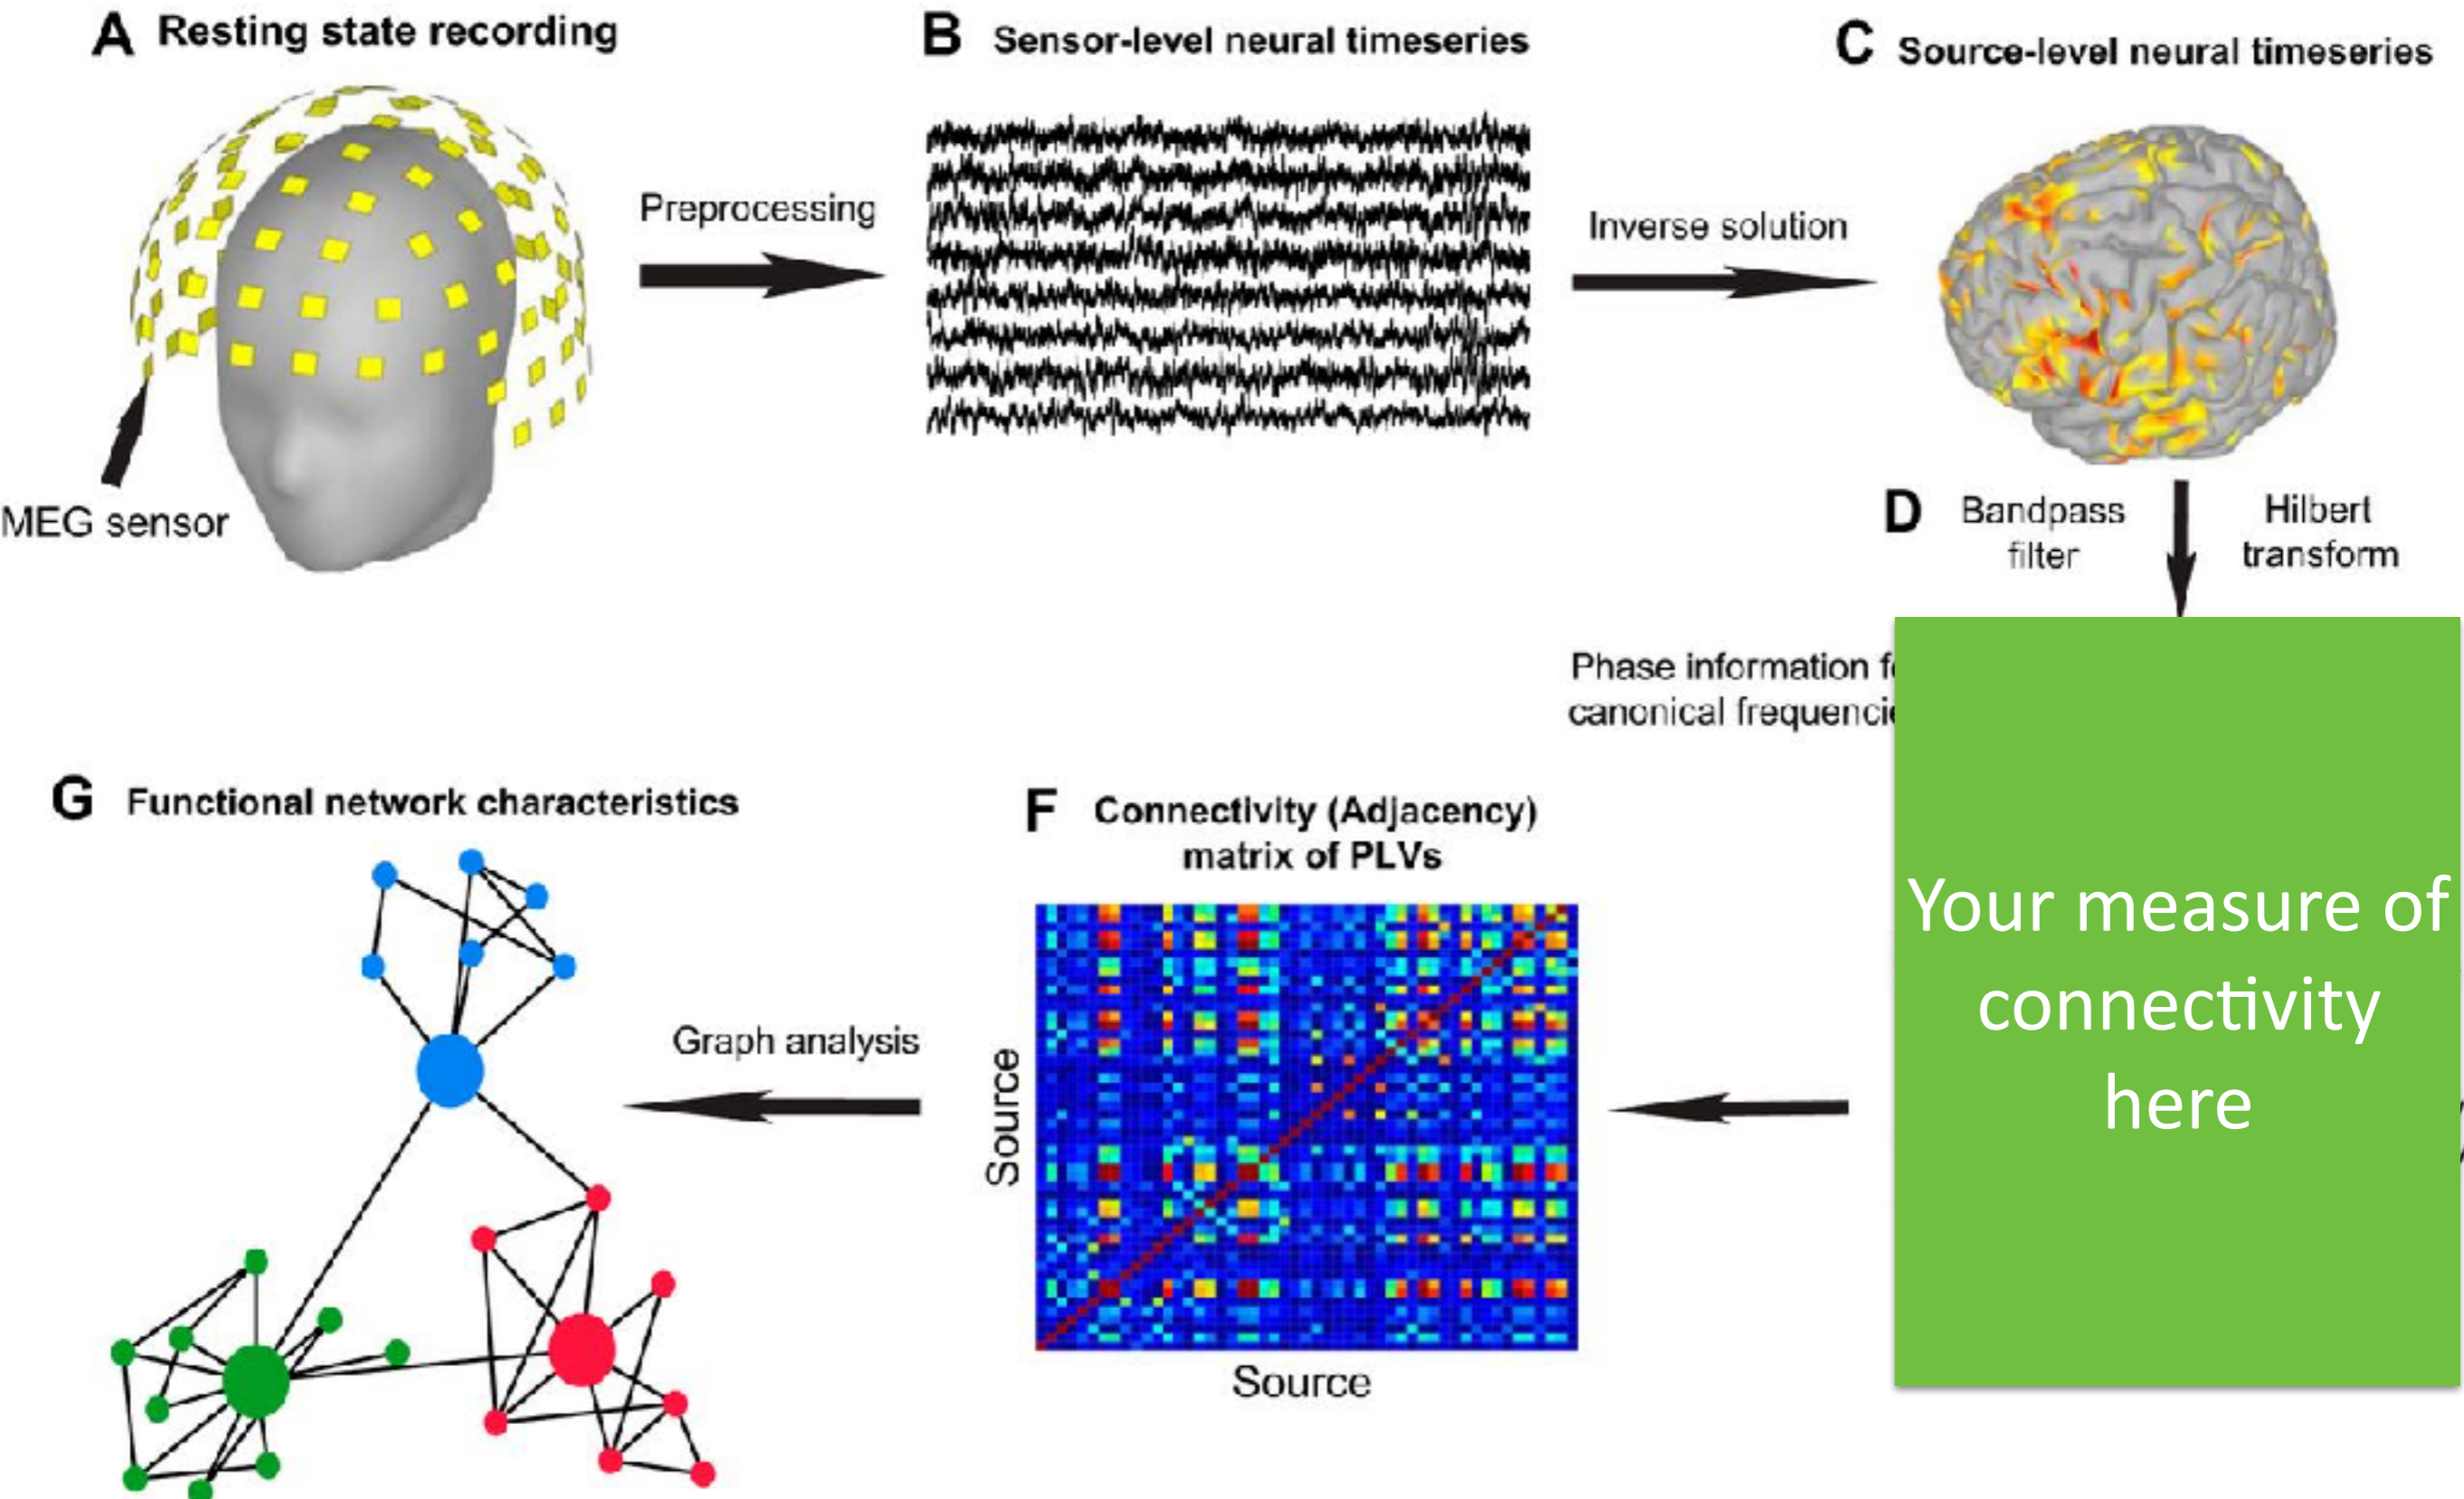 A Resting state recording
MEG sensor
Preprocessing
B Sensor-level neural timeseries
Inverse solution
C Source-level neural timeseries
D Bandpass
filter
Hilbert
transform
Phase information
canonical
Your measure of
connectivity
here
F Connectivity (Adjacency)
matrix of PLVs
Source
Source
Graph analysis
G Functional network characteristics